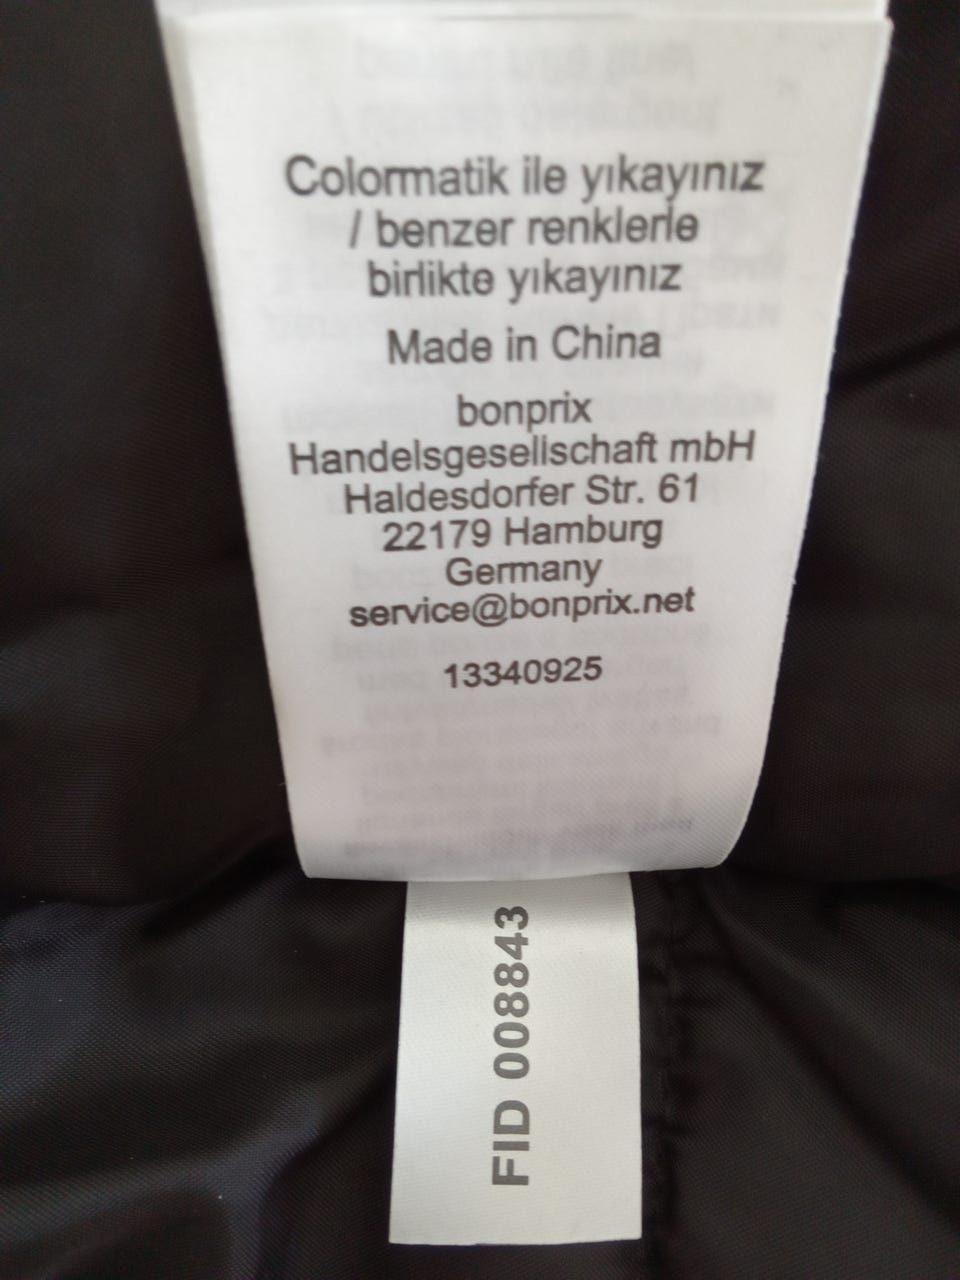 Colormatik ile yıkayınız
/ benzer renklerle
birlikte yıkayınız
Made in China
bonprix
Handelsgesellschaft mbH
Haldesdorfer Str. 61
22179 Hamburg
Germany
service@bonprix.net
13340925
FID 008843